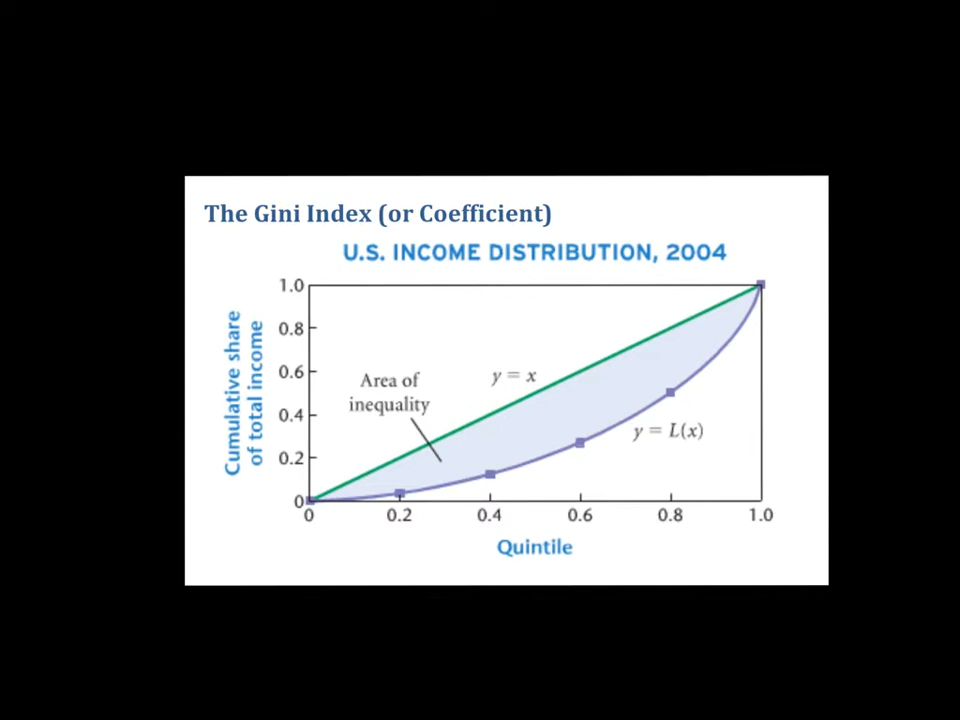 The Gini Index (or Coefficient)
U.S. INCOME DISTRIBUTION, 2004
Cumulative share
of total income
1.0
0.8
0.6
0.4
0.2
0
Area of
inequality
y = x
y = L(x)
0 0.2 0.4 0.6 0.8 1.0
Quintile